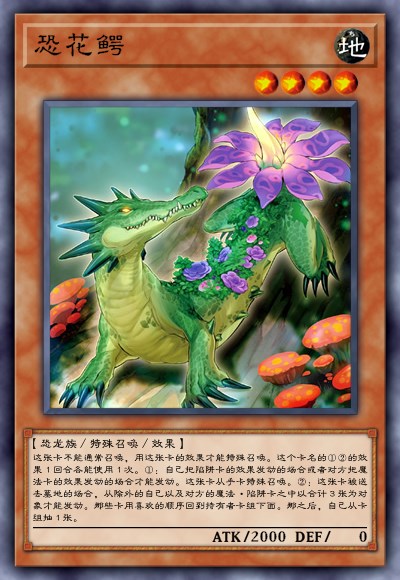 恐花鳄
地
【恐龙族／特殊召唤／效果】
这张卡不能通常召唤，用这张卡的效果才能特殊召唤。这个卡名的①②的效
果1回合各能使用1次。①：自己把陷阱卡的效果发动的场合或者对方把魔
法卡的效果发动的场合才能发动。这张卡从手卡特殊召唤。②：这张卡被送
去墓地的场合，从除外的自己以及对方的魔法·陷阱卡之中以合计3张为对
象才能发动。那些卡用喜欢的顺序回到持有者卡组下面。那之后，自己从卡
组抽1张。
ATK/2000 DEF/ 0